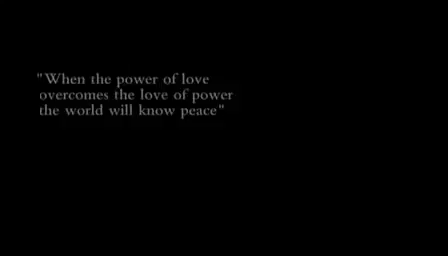 "When the power of love
overcomes the love of power
the world will know peace"